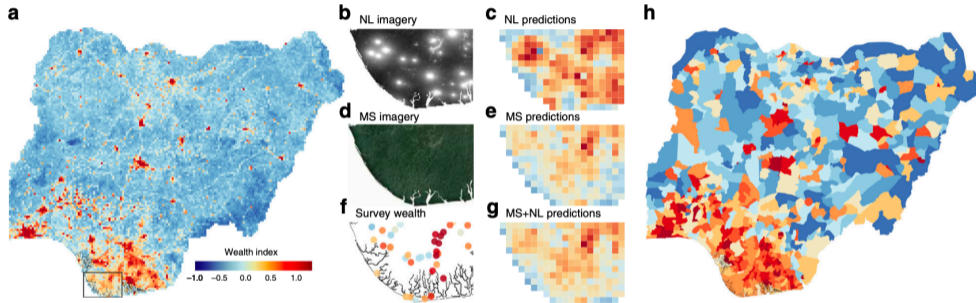 a
b NL imagery
c NL predictions
d MS imagery
e MS predictions
f Survey wealth
g MS+NL predictions
h
Wealth index
−1.0 −0.5 0.0 0.5 1.0